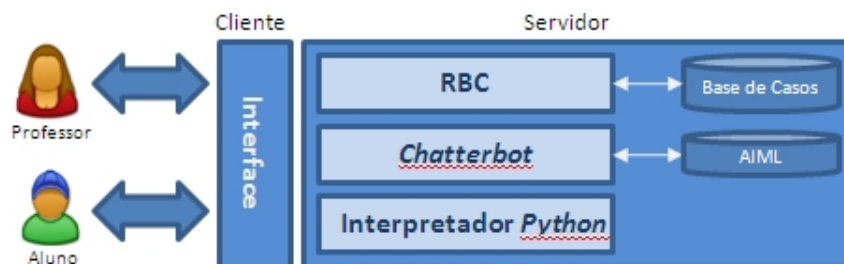 Cliente
Servidor
Professor
Aluno
Interface
RBC
Base de Casos
Chatterbot
AIML
Interpretador Python